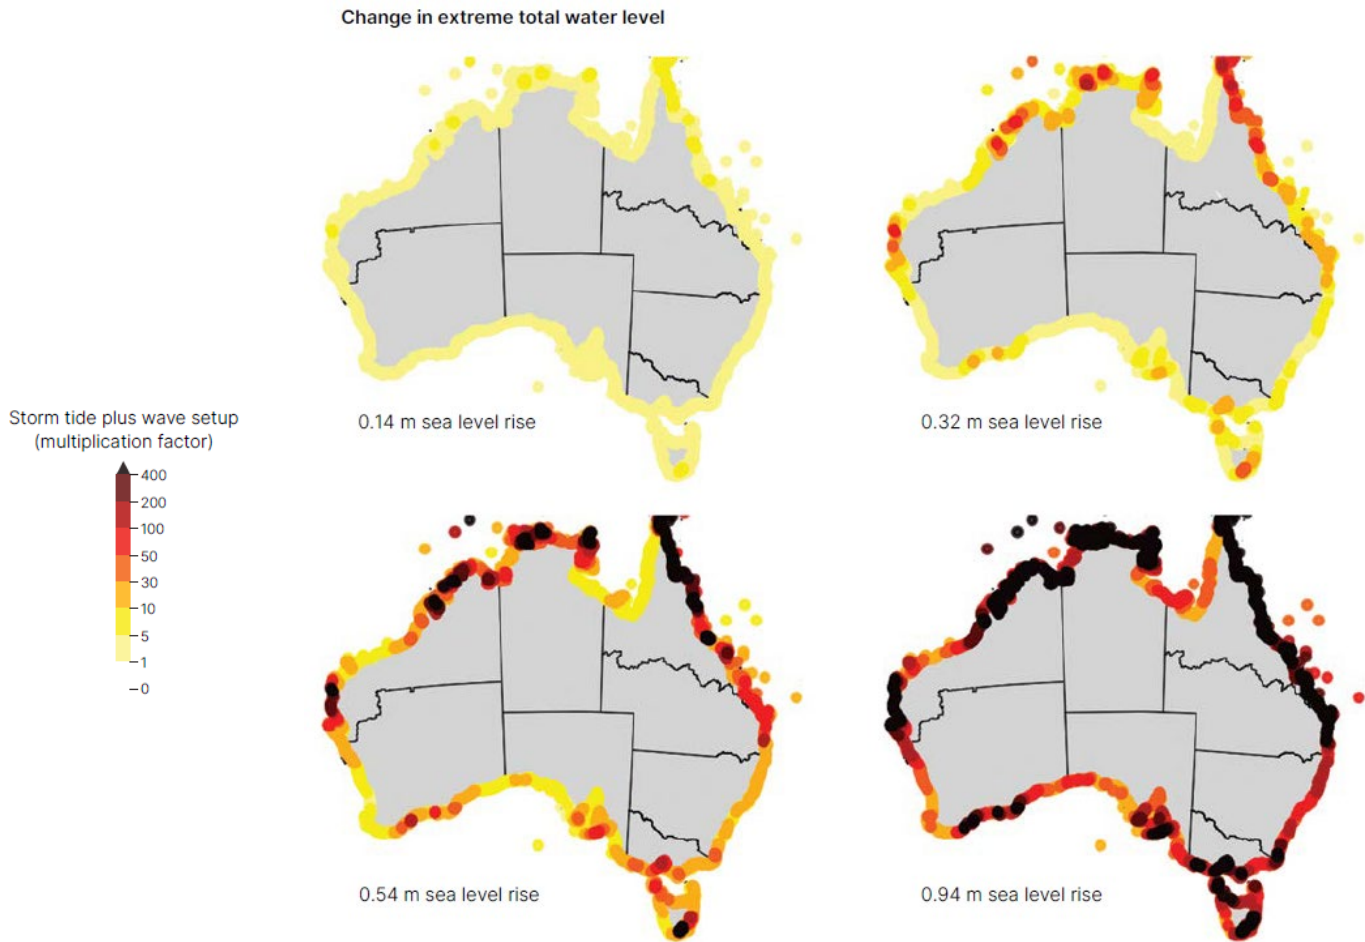 Change in extreme total water level
0.14 m sea level rise
0.32 m sea level rise
Storm tide plus wave setup
(multiplication factor)
400
200
100
50
30
10
5
1
0
0.54 m sea level rise
0.94 m sea level rise